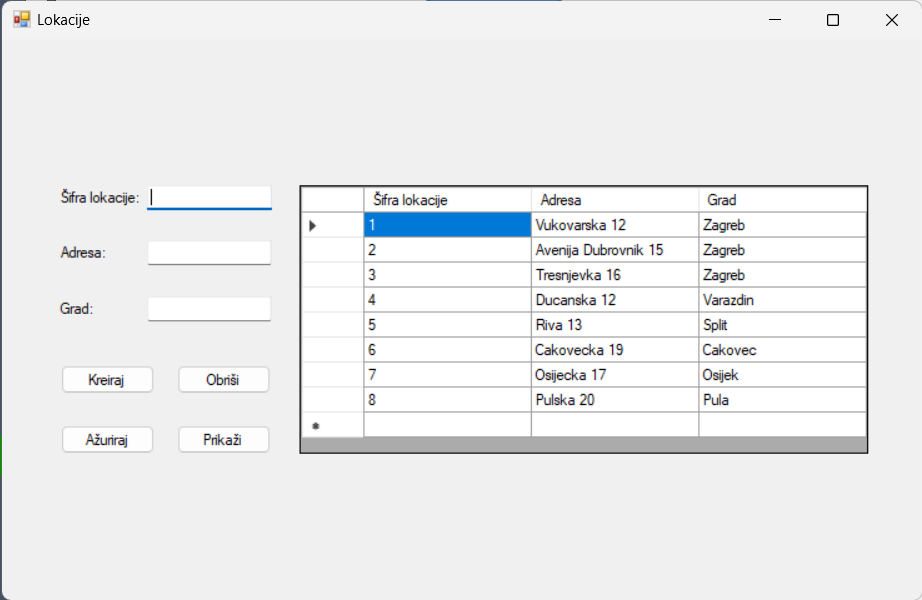 Lokacije
Šifra lokacije:
Adresa:
Grad:
Kreiraj Obriši
Ažuriraj Prikaži
Šifra lokacije Adresa Grad
1 Vukovarska 12 Zagreb
2 Avenija Dubrovnik 15 Zagreb
3 Tresnjevka 16 Zagreb
4 Ducanska 12 Varazdin
5 Riva 13 Split
6 Cakovecka 19 Cakovec
7 Osijecka 17 Osijek
8 Pulska 20 Pula